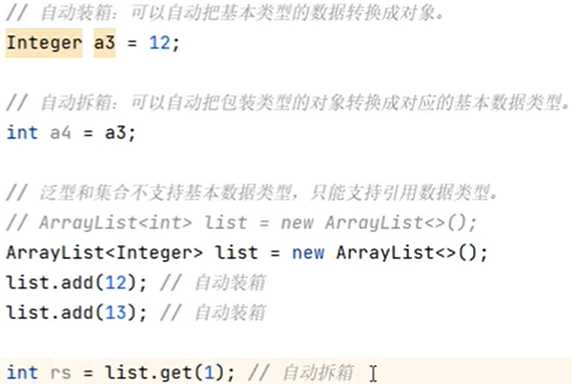 // 自动装箱：可以自动把基本类型的数据转换成对象。
Integer a3 = 12;
// 自动拆箱：可以自动把包装类型的对象转换成对应的基本数据类型。
int a4 = a3;
// 泛型和集合不支持基本数据类型，只能支持引用数据类型。
// ArrayList<int> list = new ArrayList<>();
ArrayList<Integer> list = new ArrayList<>();
list.add(12); // 自动装箱
list.add(13); // 自动装箱
int rs = list.get(1); // 自动拆箱